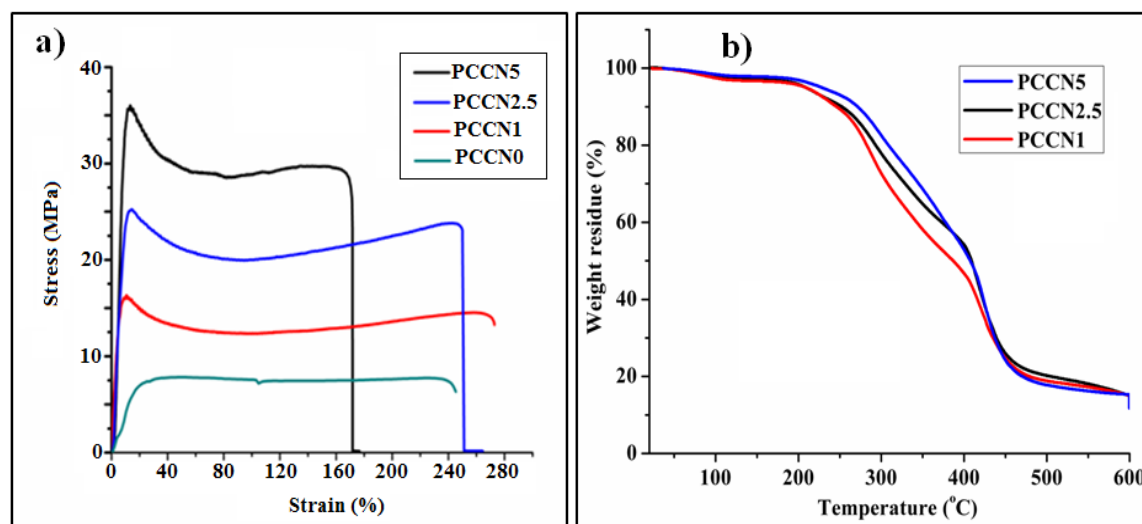 a)
40
30
20
10
0
Stress (MPa)
0 40 80 120 160 200 240 280
Strain (%)
PCCN5
PCCN2.5
PCCN1
PCCN0
b)
100
80
60
40
20
0
Weight residue (%)
100 200 300 400 500 600
Temperature (°C)
PCCN5
PCCN2.5
PCCN1